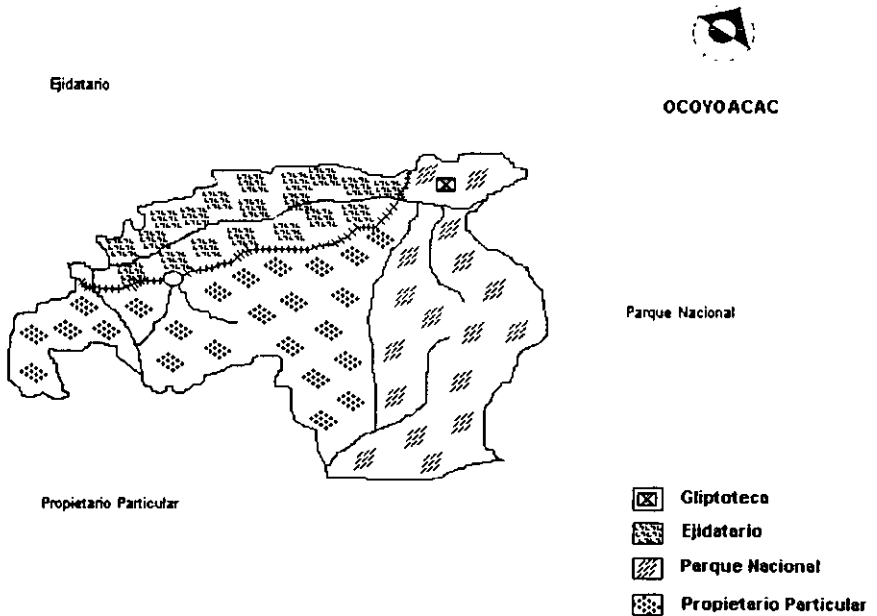 Ejidatario
OCOYOACAC
Parque Nacional
Propietario Particular
Gliptoteca
Ejidatario
Parque Nacional
Propietario Particular